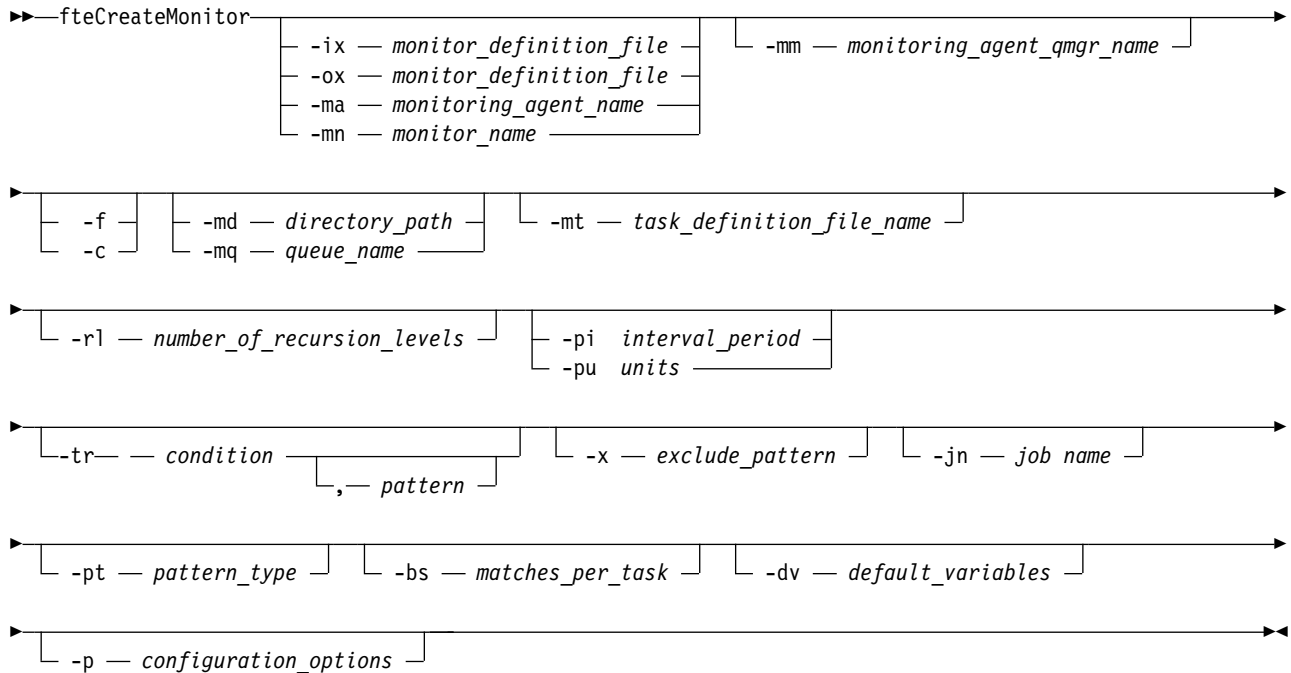 fteCreateMonitor
-ix — monitor_definition_file
-mm — monitoring_agent_qmgr_name
-ox — monitor_definition_file
-ma — monitoring_agent_name
-mn — monitor_name
-f
-md — directory_path
-mt — task_definition_file_name
-c
-mq — queue_name
-rl — number_of_recursion_levels
-pi interval_period
-pu units
-tr — condition
-x — exclude_pattern
-jn — job name
, — pattern
-pt — pattern_type
-bs — matches_per_task
-dv — default_variables
-p — configuration_options